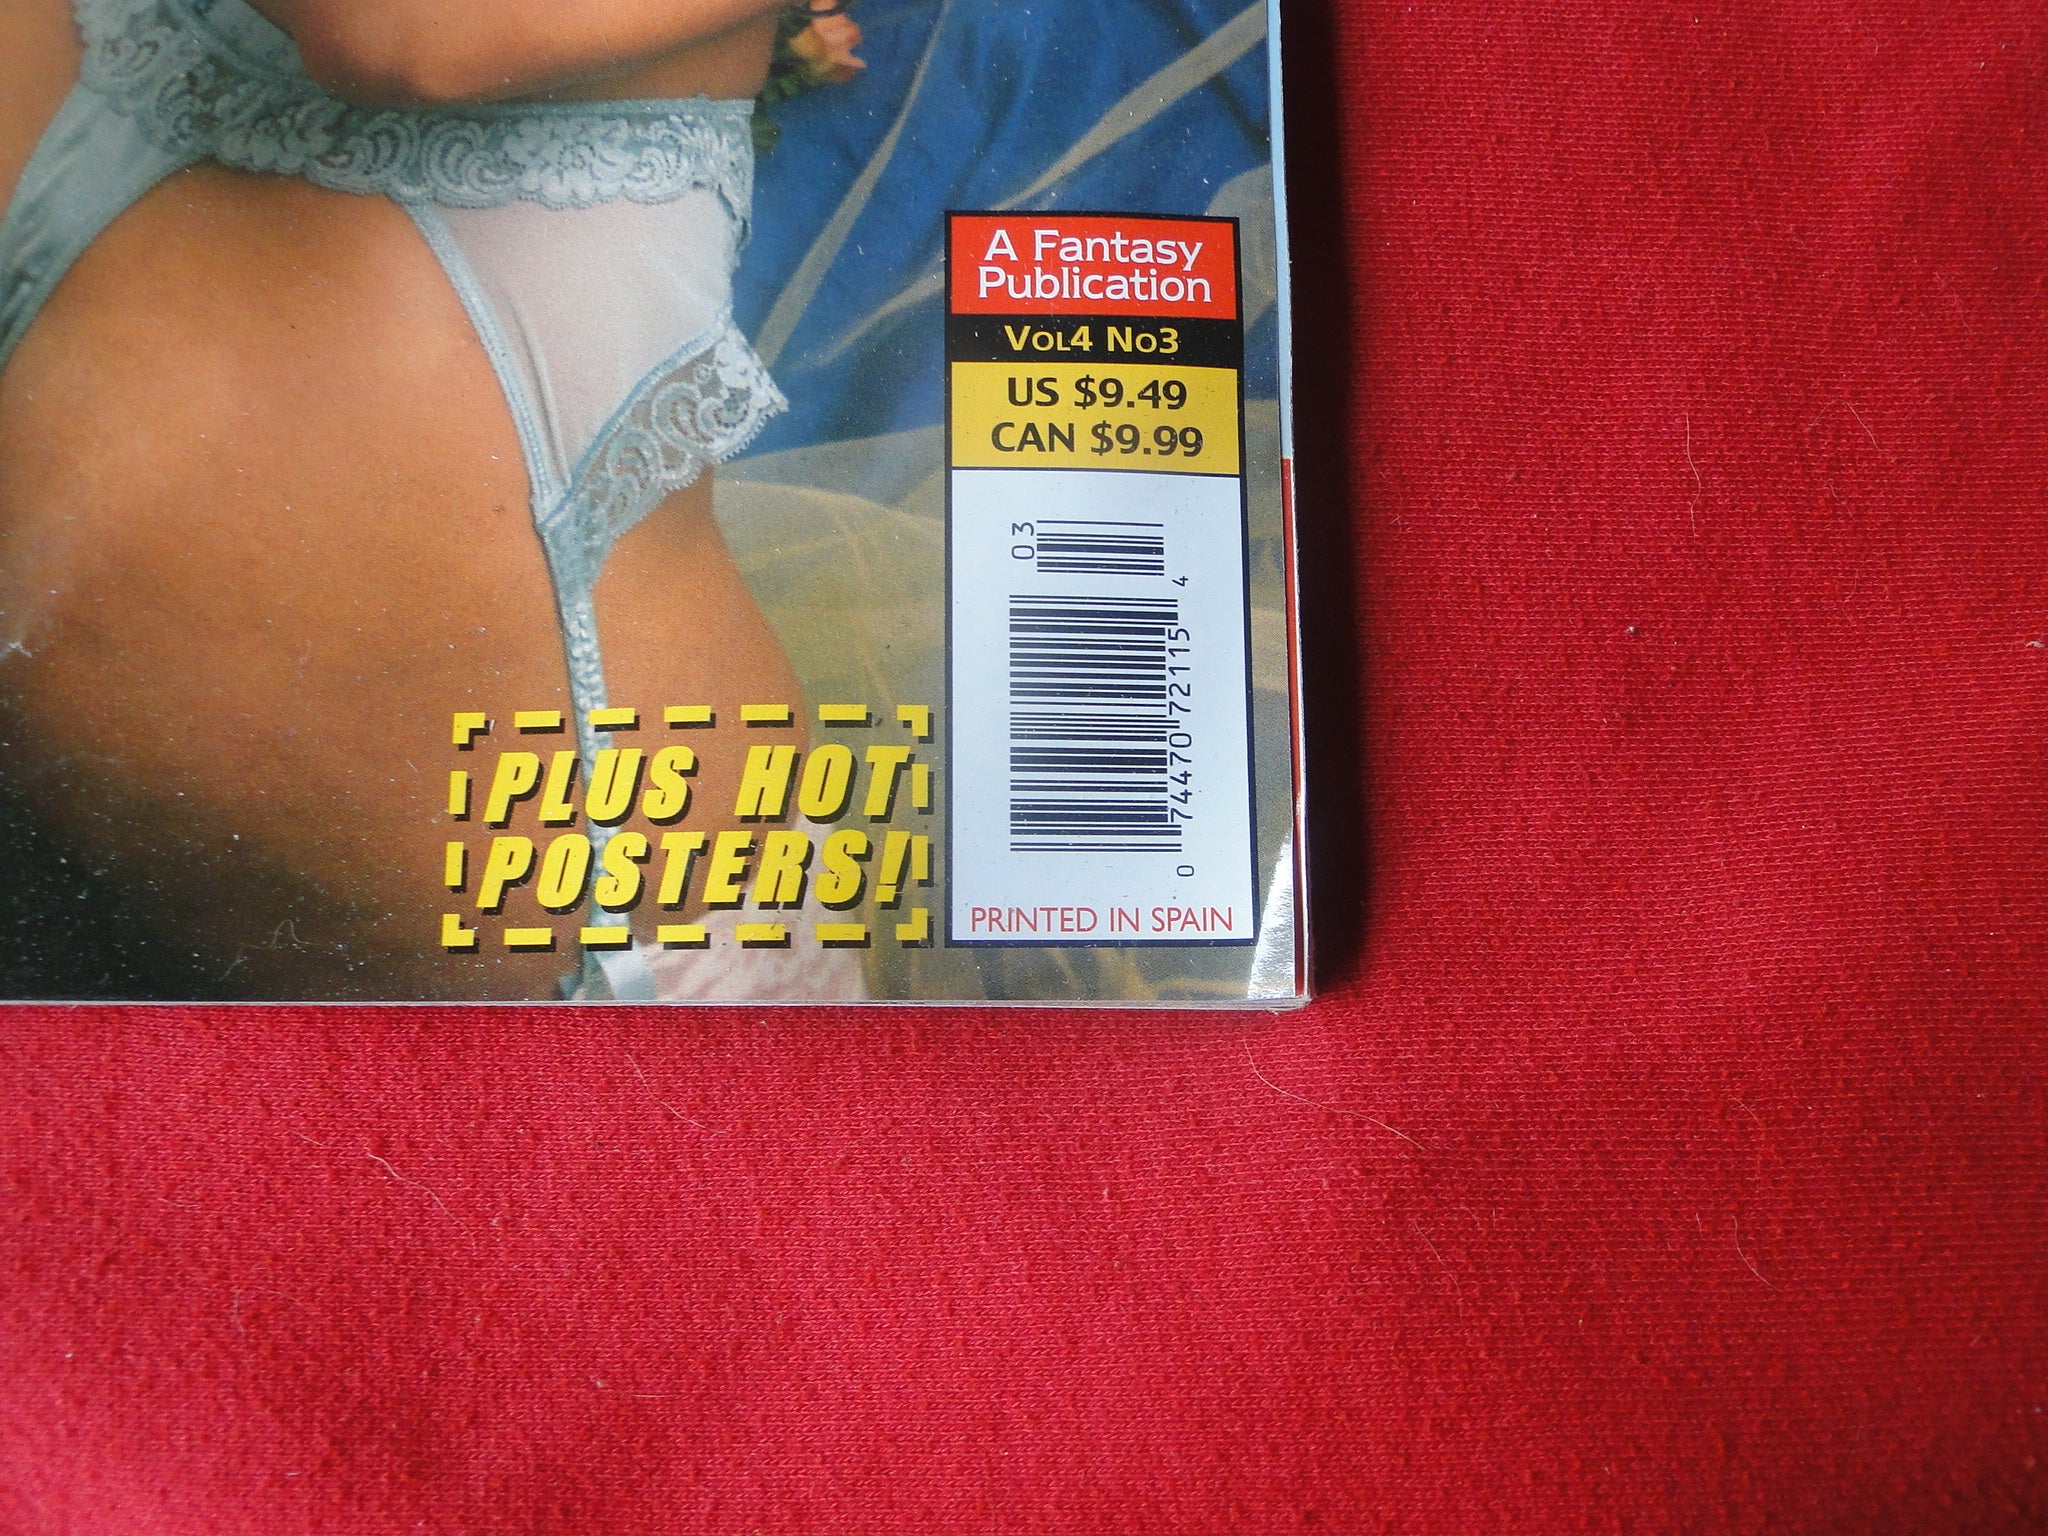 A Fantasy
Publication
VOL4 NO3
US $9.49
CAN $9.99
03
0 74470 72115 4
PLUS HOT
POSTERS!
PRINTED IN SPAIN